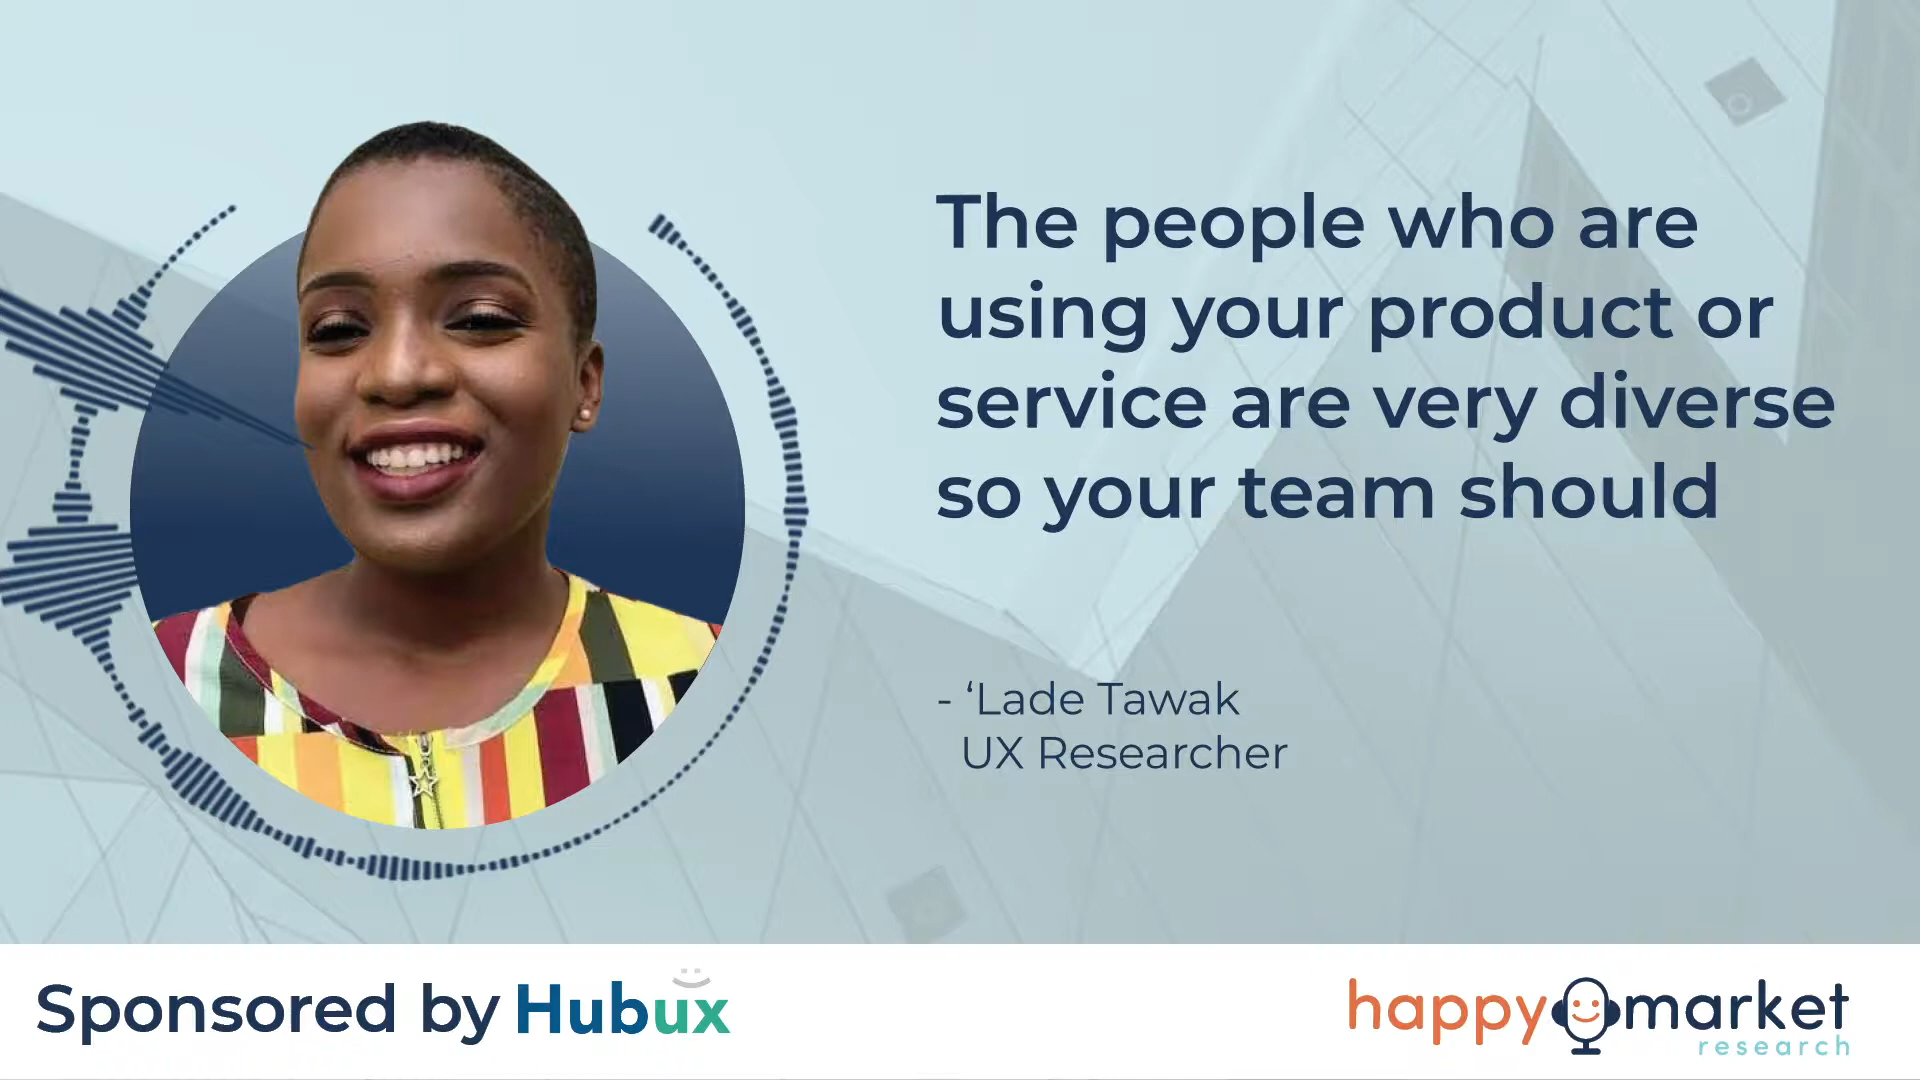 The people who are
using your product or
service are very diverse
so your team should
- ‘Lade Tawak
UX Researcher
Sponsored by Hubux
happy market
research